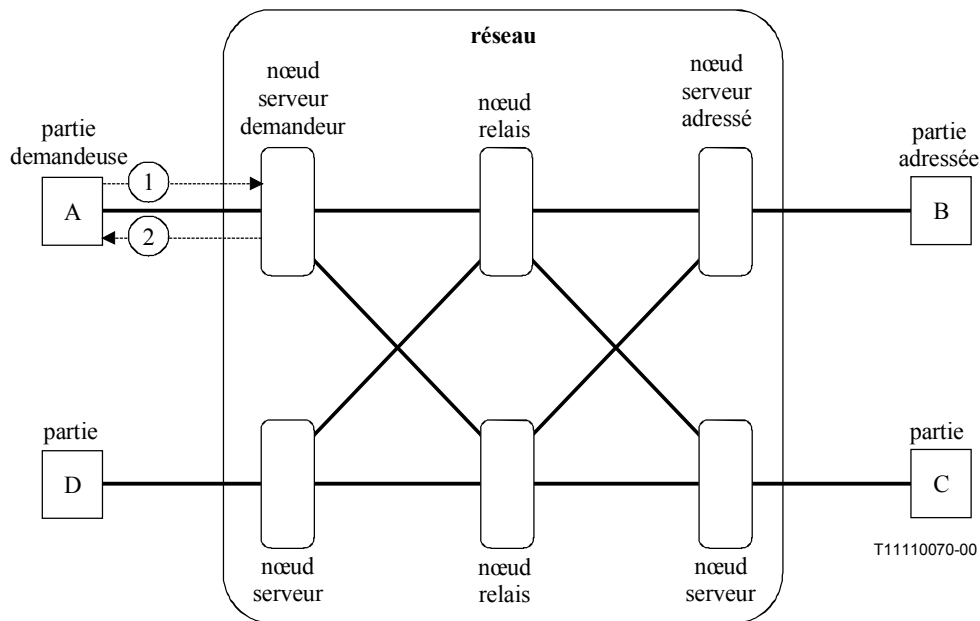 réseau
nœud
serveur
demandeur
nœud
relais
nœud
serveur
adressé
partie
demandeuse
partie
adressée
1
A
2
B
partie
D
partie
C
nœud
serveur
nœud
relais
nœud
serveur
T11110070-00